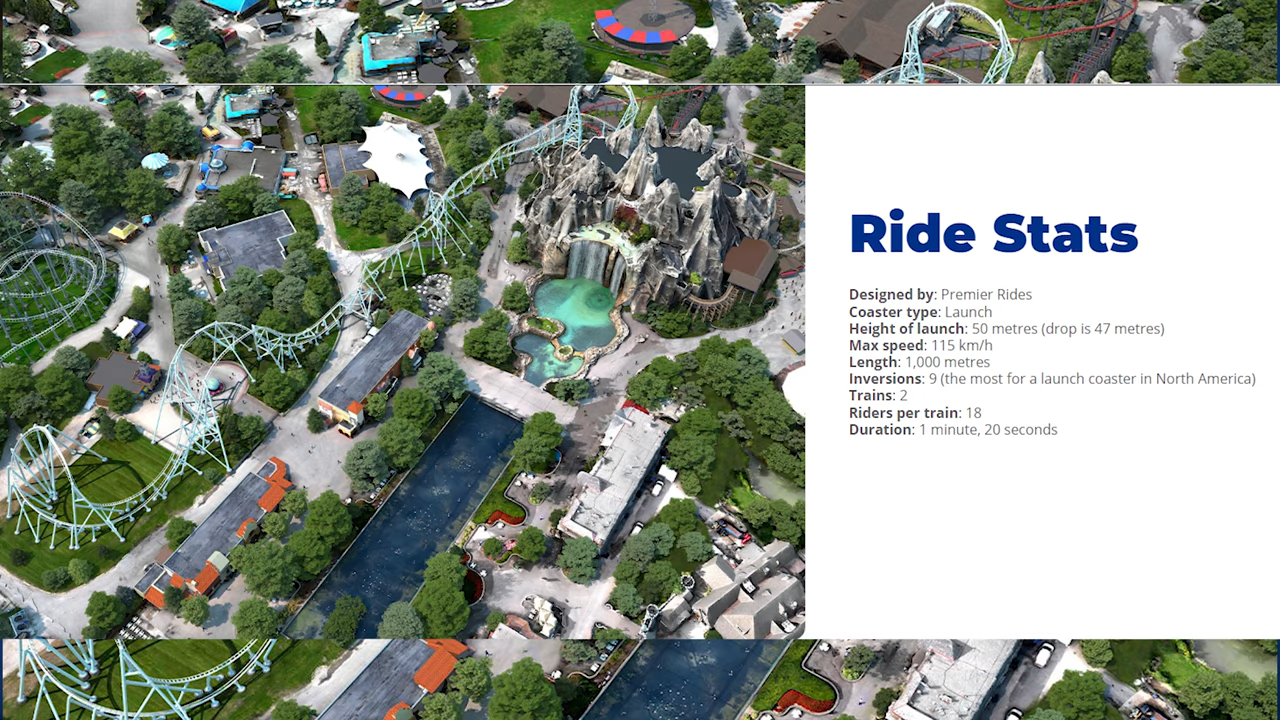 Ride Stats
Designed by: Premier Rides
Coaster type: Launch
Height of launch: 50 metres (drop is 47 metres)
Max speed: 115 km/h
Length: 1,000 metres
Inversions: 9 (the most for a launch coaster in North America)
Trains: 2
Riders per train: 18
Duration: 1 minute, 20 seconds